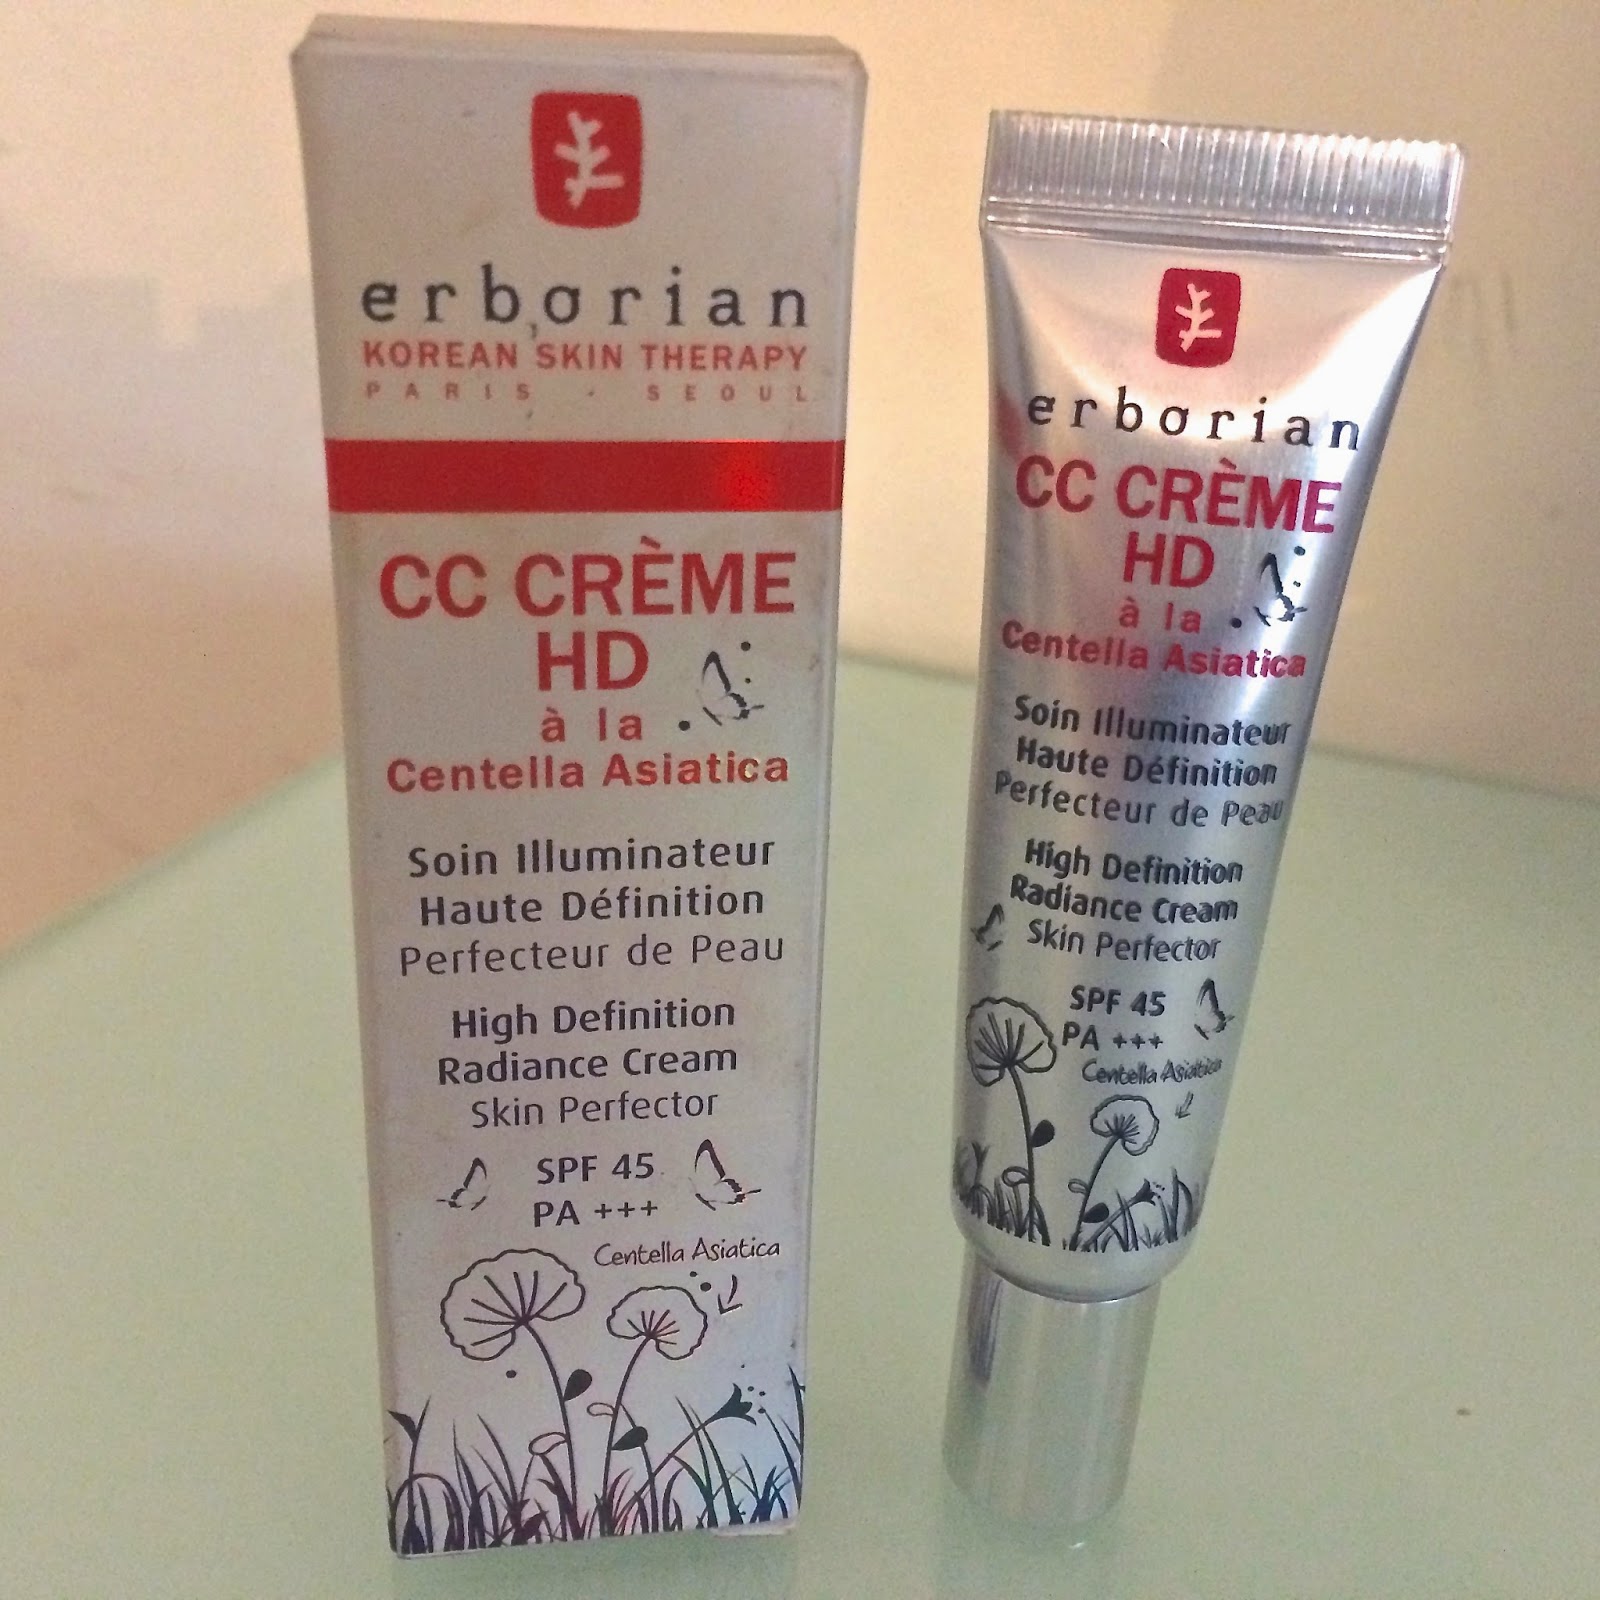 erborian
KOREAN SKIN THERAPY
PARIS · SEOUL
CC CRÈME
HD
à la
Centella Asiatica
Soin Illuminateur
Haute Définition
Perfecteur de Peau
High Definition
Radiance Cream
Skin Perfector
SPF 45
PA +++
Centella Asiatica
erborian
CC CRÈME
HD
à la
Centella Asiatica
Soin Illuminateur
Haute Définition
Perfecteur de Peau
High Definition
Radiance Cream
Skin Perfector
SPF 45
PA +++
Centella Asiatica